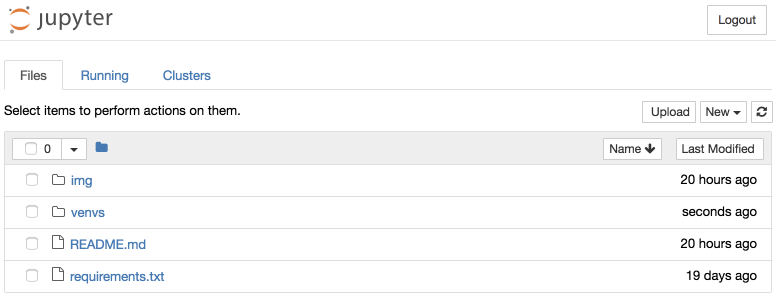 jupyter
Logout
Files Running Clusters
Select items to perform actions on them.
Upload New
0 Name Last Modified
img 20 hours ago
venvs seconds ago
README.md 20 hours ago
requirements.txt 19 days ago